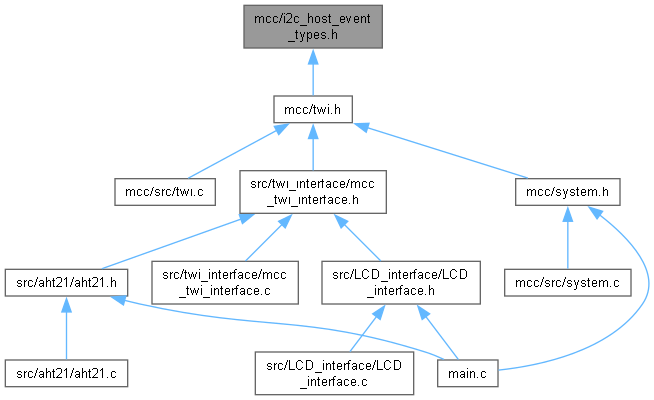 mcc/i2c_host_event
_types.h
mcc/twi.h
mcc/src/twi.c
src/twi_interface/mcc
_twi_interface.h
mcc/system.h
src/aht21/aht21.h
src/twi_interface/mcc
_twi_interface.c
src/LCD_interface/LCD
_interface.h
mcc/src/system.c
src/aht21/aht21.c
src/LCD_interface/LCD
_interface.c
main.c